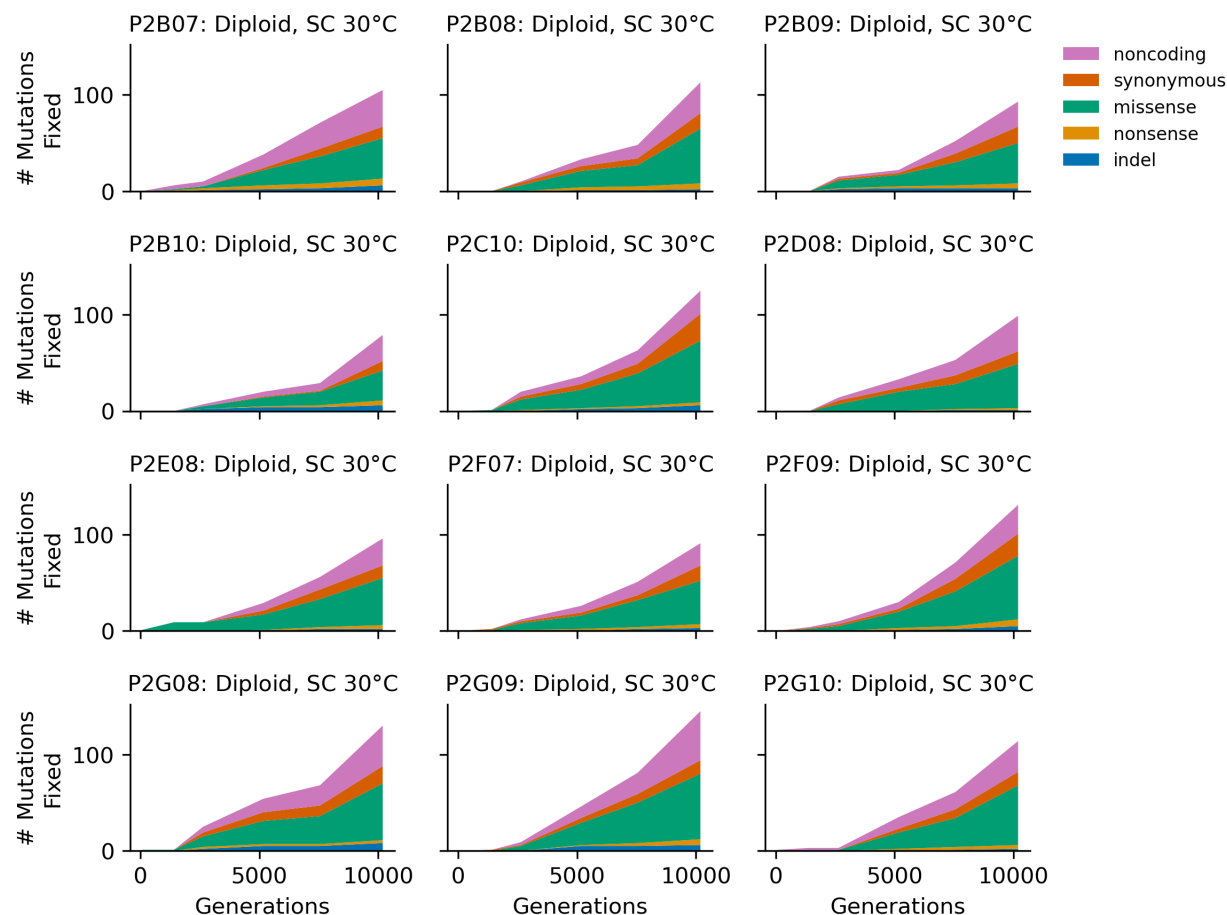 P2B07: Diploid, SC 30°C
P2B08: Diploid, SC 30°C
P2B09: Diploid, SC 30°C
# Mutations
Fixed
100
0
noncoding
synonymous
missense
nonsense
indel
P2B10: Diploid, SC 30°C
P2C10: Diploid, SC 30°C
P2D08: Diploid, SC 30°C
# Mutations
Fixed
100
0
P2E08: Diploid, SC 30°C
P2F07: Diploid, SC 30°C
P2F09: Diploid, SC 30°C
# Mutations
Fixed
100
0
P2G08: Diploid, SC 30°C
P2G09: Diploid, SC 30°C
P2G10: Diploid, SC 30°C
# Mutations
Fixed
100
0
0 5000 10000
0 5000 10000
0 5000 10000
Generations
Generations
Generations